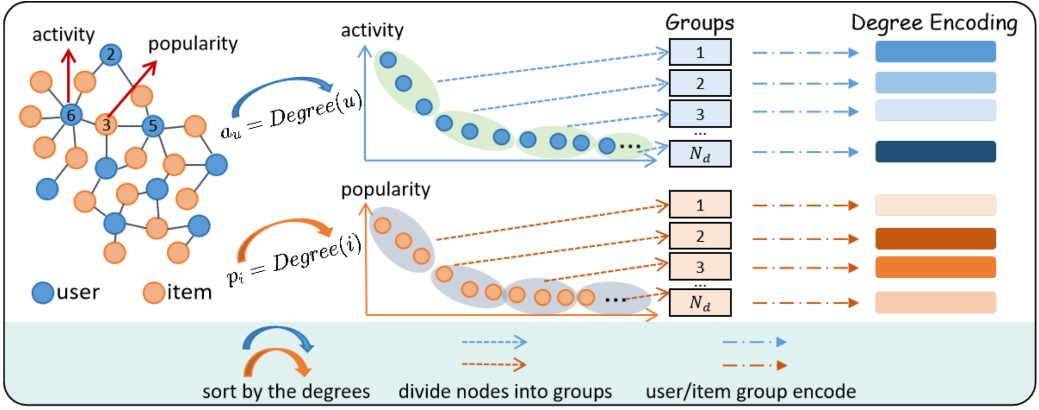 activity
popularity
2
6
3
5
user
item
a_u = Degree(u)
p_i = Degree(i)
activity
...
popularity
...
Groups
1
2
3
...
N_d
1
2
3
...
N_d
Degree Encoding
sort by the degrees
divide nodes into groups
user/item group encode